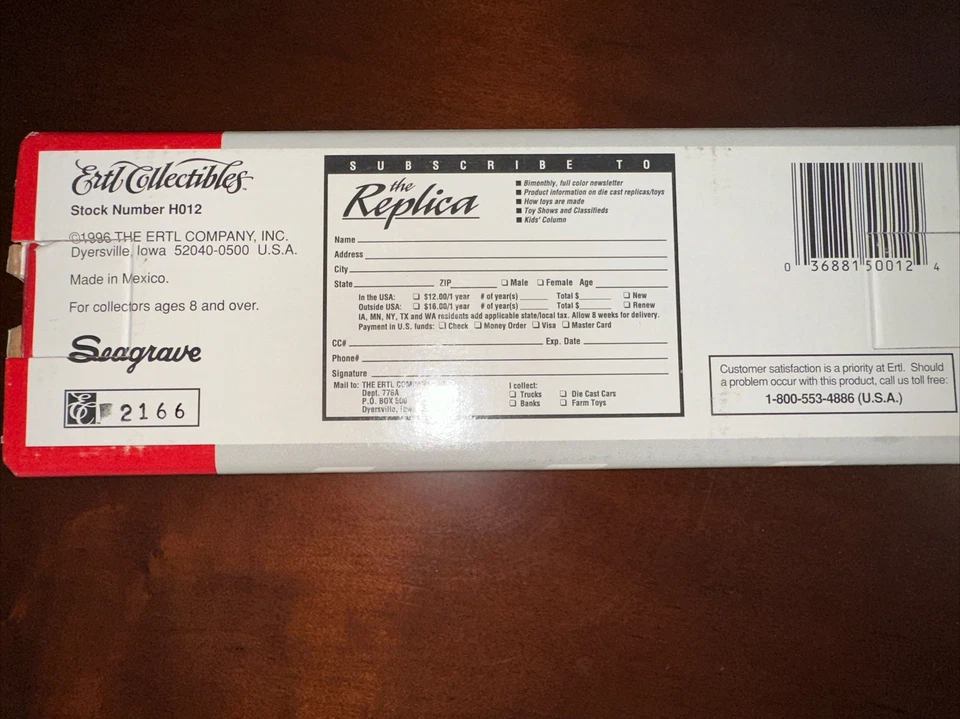 Ertl Collectibles™
Stock Number H012
©1996 THE ERTL COMPANY, INC.
Dyersville, Iowa 52040-0500 U.S.A.
Made in Mexico.
For collectors ages 8 and over.
Seagrave
2166
SUBSCRIBE TO
the
Replica
■ Bimonthly, full color newsletter
■ Product information on die cast replicas/toys
■ How toys are made
■ Toy Shows and Classifieds
■ Kids' Column
Name
Address
City
State ZIP ☐ Male ☐ Female Age
In the USA: ☐ $12.00/1 year # of year(s) Total $ ☐ New
Outside USA: ☐ $16.00/1 year # of year(s) Total $ ☐ Renew
IA, MN, NY, TX and WA residents add applicable state/local tax. Allow 8 weeks for delivery.
Payment in U.S. funds: ☐ Check ☐ Money Order ☐ Visa ☐ Master Card
CC# Exp. Date
Phone#
Signature
Mail to: THE ERTL
Dept. 776A
P.O. BOX
Dyersville,
I collect:
☐ Trucks ☐ Die Cast Cars
☐ Banks ☐ Farm Toys
0 36881 50012 4
Customer satisfaction is a priority at Ertl. Should
a problem occur with this product, call us toll free:
1-800-553-4886 (U.S.A.)